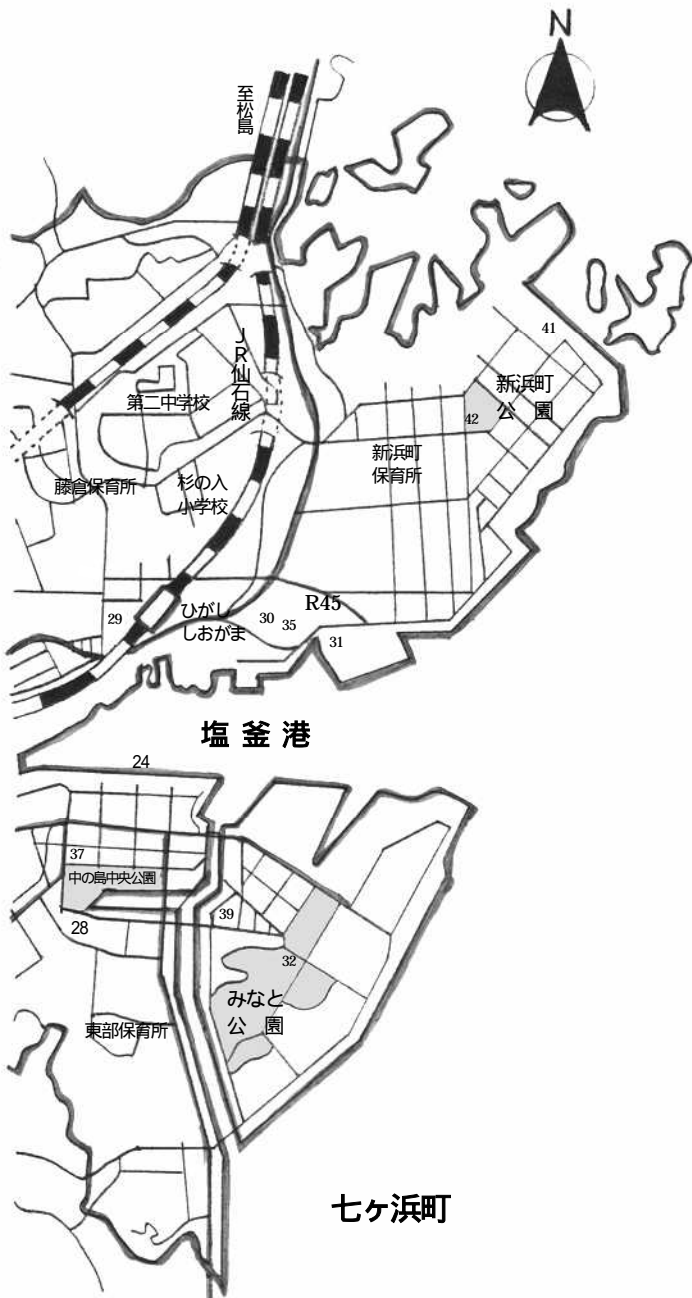 N
至松島
JR仙石線
41
新浜町
公　園
42
第二中学校
新浜町
保育所
藤倉保育所
杉の入
小学校
29
ひがし
しおがま
30
35
R45
31
塩釜港
24
37
中の島中央公園
39
28
32
みなと
公　園
東部保育所
七ヶ浜町